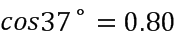 cos37° = 0.80